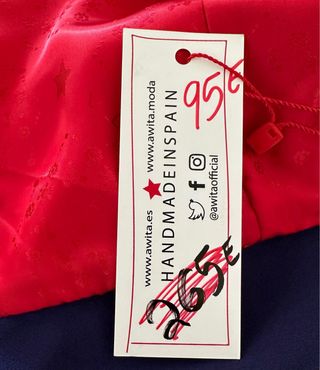 95€
www.awita.es ★ www.awita.moda
HANDMADEINSPAIN
@awitaofficial
265€